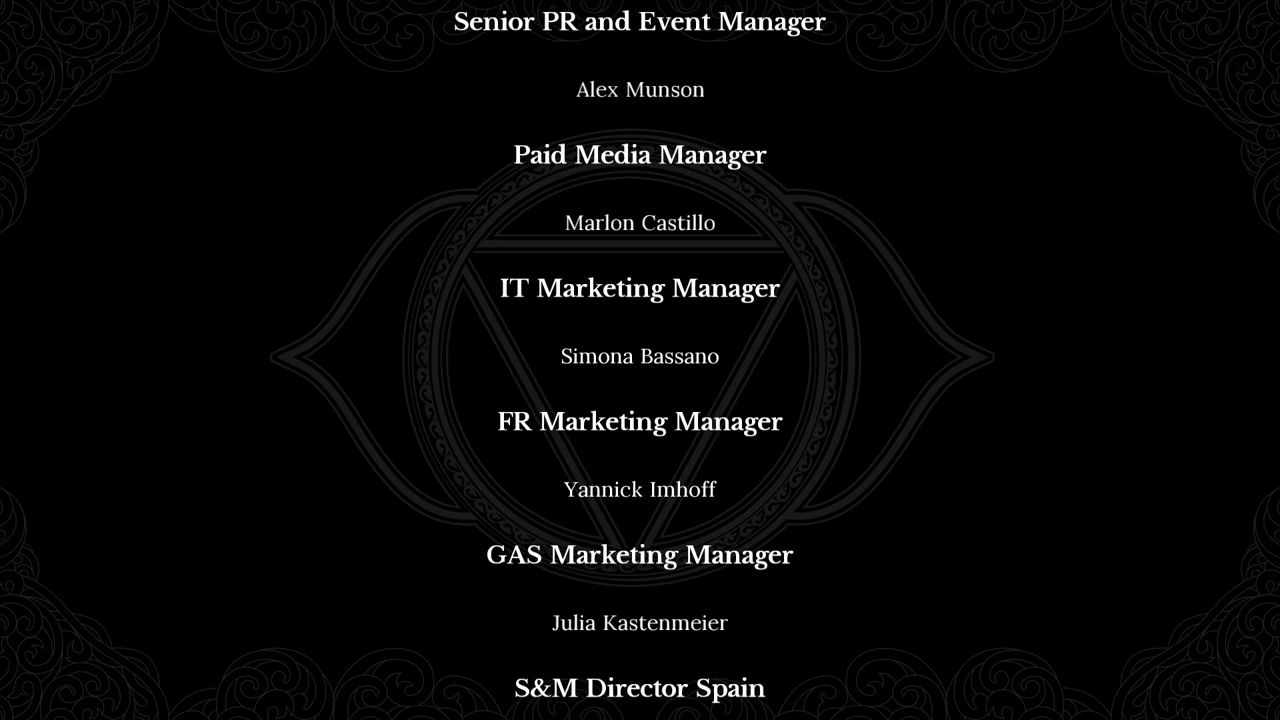 Senior PR and Event Manager
Alex Munson
Paid Media Manager
Marlon Castillo
IT Marketing Manager
Simona Bassano
FR Marketing Manager
Yannick Imhoff
GAS Marketing Manager
Julia Kastenmeier
S&M Director Spain